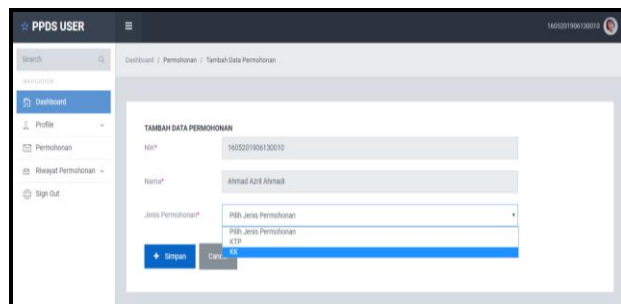 PPDS USER
1605201906130010
Search
NAVIGATION
Dashboard / Permohonan / Tambah Data Permohonan
Dashboard
Profile
Permohonan
Riwayat Permohonan
Sign Out
TAMBAH DATA PERMOHONAN
NIK*
1605201906130010
Nama*
Ahmad Azril Ahmadi
Jenis Permohonan*
Pilih Jenis Permohonan
Pilih Jenis Permohonan
KTP
KK
+ Simpan